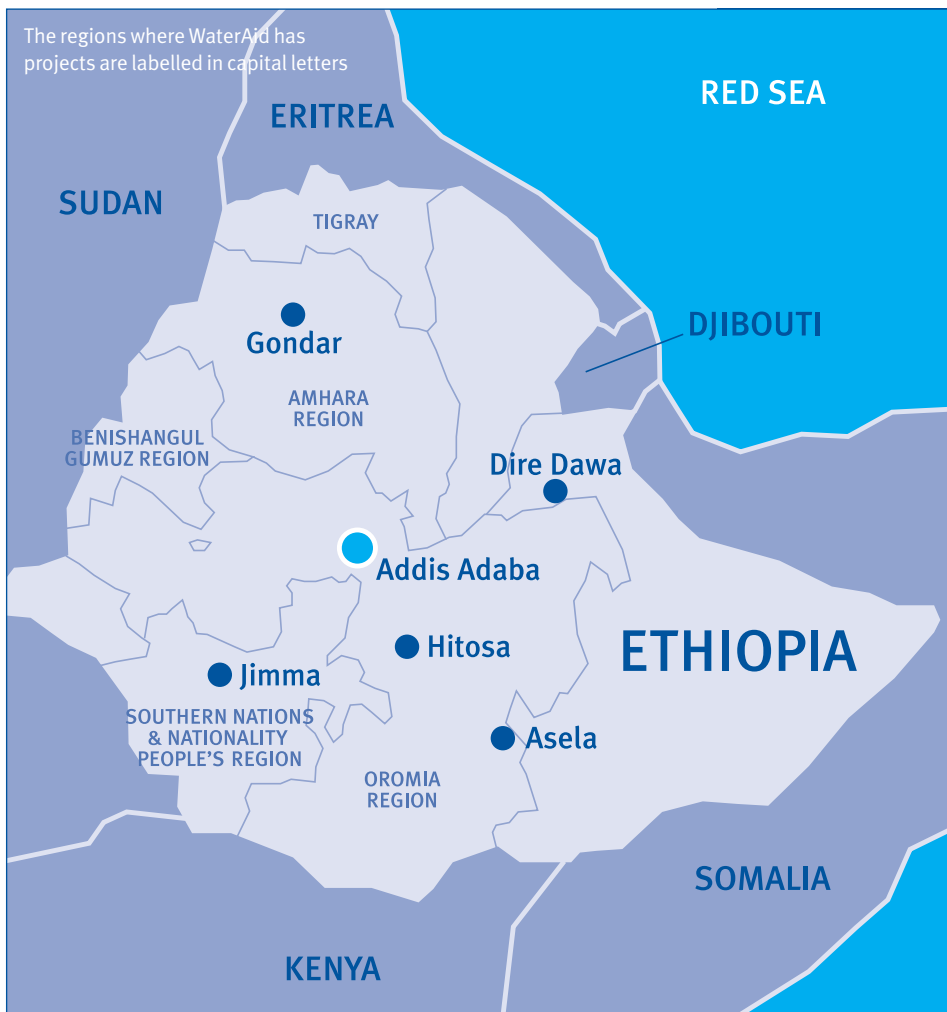 The regions where WaterAid has
projects are labelled in capital letters
RED SEA
ERITREA
SUDAN
TIGRAY
DJIBOUTI
Gondar
AMHARA
REGION
BENISHANGUL
GUMUZ REGION
Dire Dawa
Addis Adaba
Hitosa
ETHIOPIA
Jimma
SOUTHERN NATIONS
& NATIONALITY
PEOPLE'S REGION
Asela
OROMIA
REGION
SOMALIA
KENYA